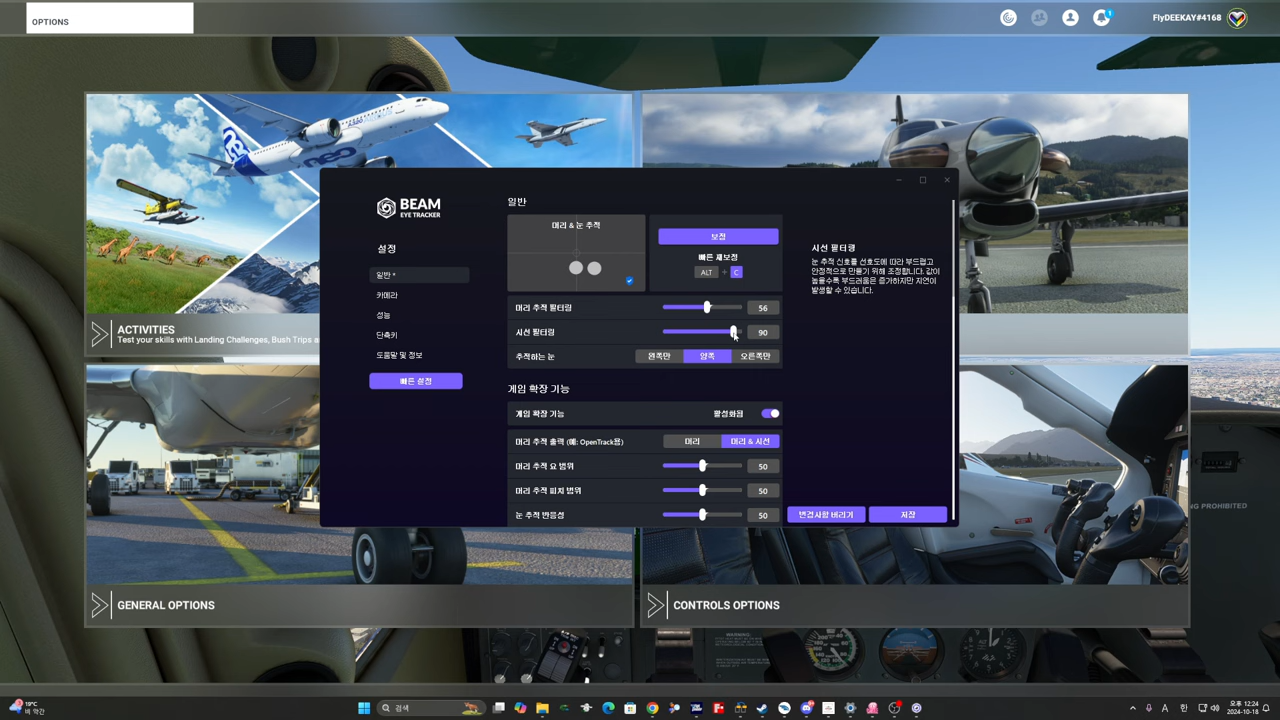 OPTIONS
1
FlyDEEKAY#4168
neo
ACTIVITIES
Test your skills with Landing Challenges, Bush Trips a
BEAM
EYE TRACKER
설정
일반 *
카메라
성능
단축키
도움말 및 정보
빠른 설정
일반
머리 & 눈 추적
보정
빠른 재보정
ALT + C
머리 추적 필터링 56
시선 필터링 90
추적하는 눈 왼쪽만 양쪽 오른쪽만
게임 확장 기능
게임 확장 기능 활성화됨
머리 추적 출력 (예: OpenTrack용) 머리 머리 & 시선
머리 추적 요 범위 50
머리 추적 피치 범위 50
눈 추적 반응성 50
시선 필터링
눈 추적 신호를 선호도에 따라 부드럽고
안정적으로 만들기 위해 조정합니다. 값이
높을수록 부드러움은 증가하지만 지연이
발생할 수 있습니다.
변경사항 버리기 저장
NG PROHIBITED
GENERAL OPTIONS
CONTROLS OPTIONS
WARNING:
19°C
비 약간
검색
A 한
오후 12:24
2024-10-18